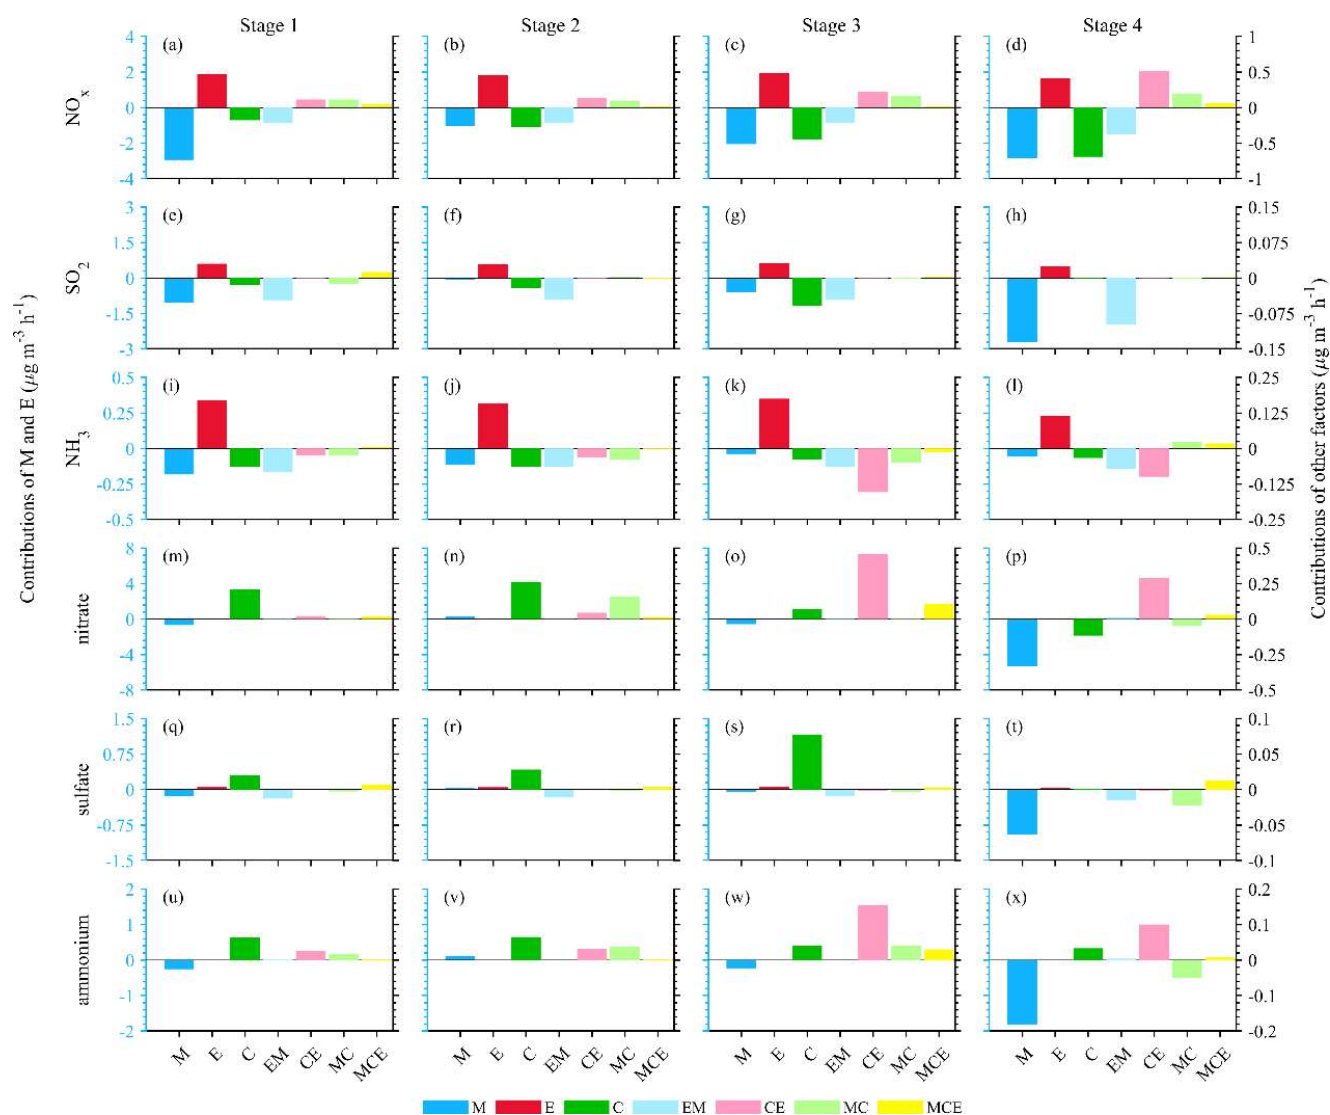 Stage 1 Stage 2 Stage 3 Stage 4
(a) (b) (c) (d)
4 2 0 -2 -4
NOx
1 0.5 0 -0.5 -1
(e) (f) (g) (h)
3 1.5 0 -1.5 -3
SO2
0.15 0.075 0 -0.075 -0.15
(i) (j) (k) (l)
0.5 0.25 0 -0.25 -0.5
NH3
0.25 0.125 0 -0.125 -0.25
(m) (n) (o) (p)
8 4 0 -4 -8
nitrate
0.5 0.25 0 -0.25 -0.5
(q) (r) (s) (t)
1.5 0.75 0 -0.75 -1.5
sulfate
0.1 0.05 0 -0.05 -0.1
(u) (v) (w) (x)
2 1 0 -1 -2
ammonium
0.2 0.1 0 -0.1 -0.2
Contributions of M and E (μg m⁻³ h⁻¹)
Contributions of other factors (μg m⁻³ h⁻¹)
M E C EM CE MC MCE M E C EM CE MC MCE M E C EM CE MC MCE M E C EM CE MC MCE
M E C EM CE MC MCE